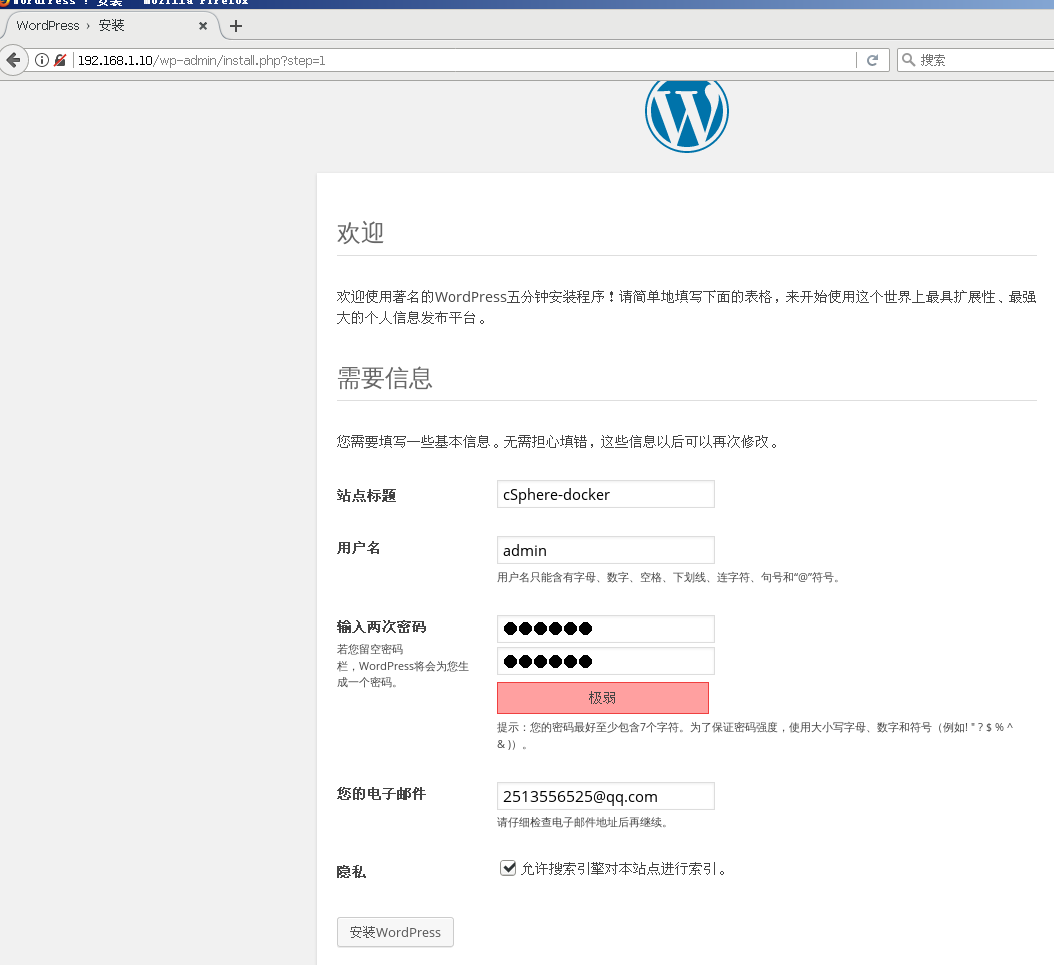 WordPress › 安装
192.168.1.10/wp-admin/install.php?step=1
搜索
欢迎
欢迎使用著名的WordPress五分钟安装程序！请简单地填写下面的表格，来开始使用这个世界上最具扩展性、最强
大的个人信息发布平台。
需要信息
您需要填写一些基本信息。无需担心填错，这些信息以后可以再次修改。
站点标题
cSphere-docker
用户名
admin
用户名只能含有字母、数字、空格、下划线、连字符、句号和“@”符号。
输入两次密码
若您留空密码
栏，WordPress将会为您生
成一个密码。
●●●●●●
●●●●●●
极弱
提示：您的密码最好至少包含7个字符。为了保证密码强度，使用大小写字母、数字和符号（例如! " ? $ % ^
& )）。
您的电子邮件
2513556525@qq.com
请仔细检查电子邮件地址后再继续。
隐私
允许搜索引擎对本站点进行索引。
安装WordPress